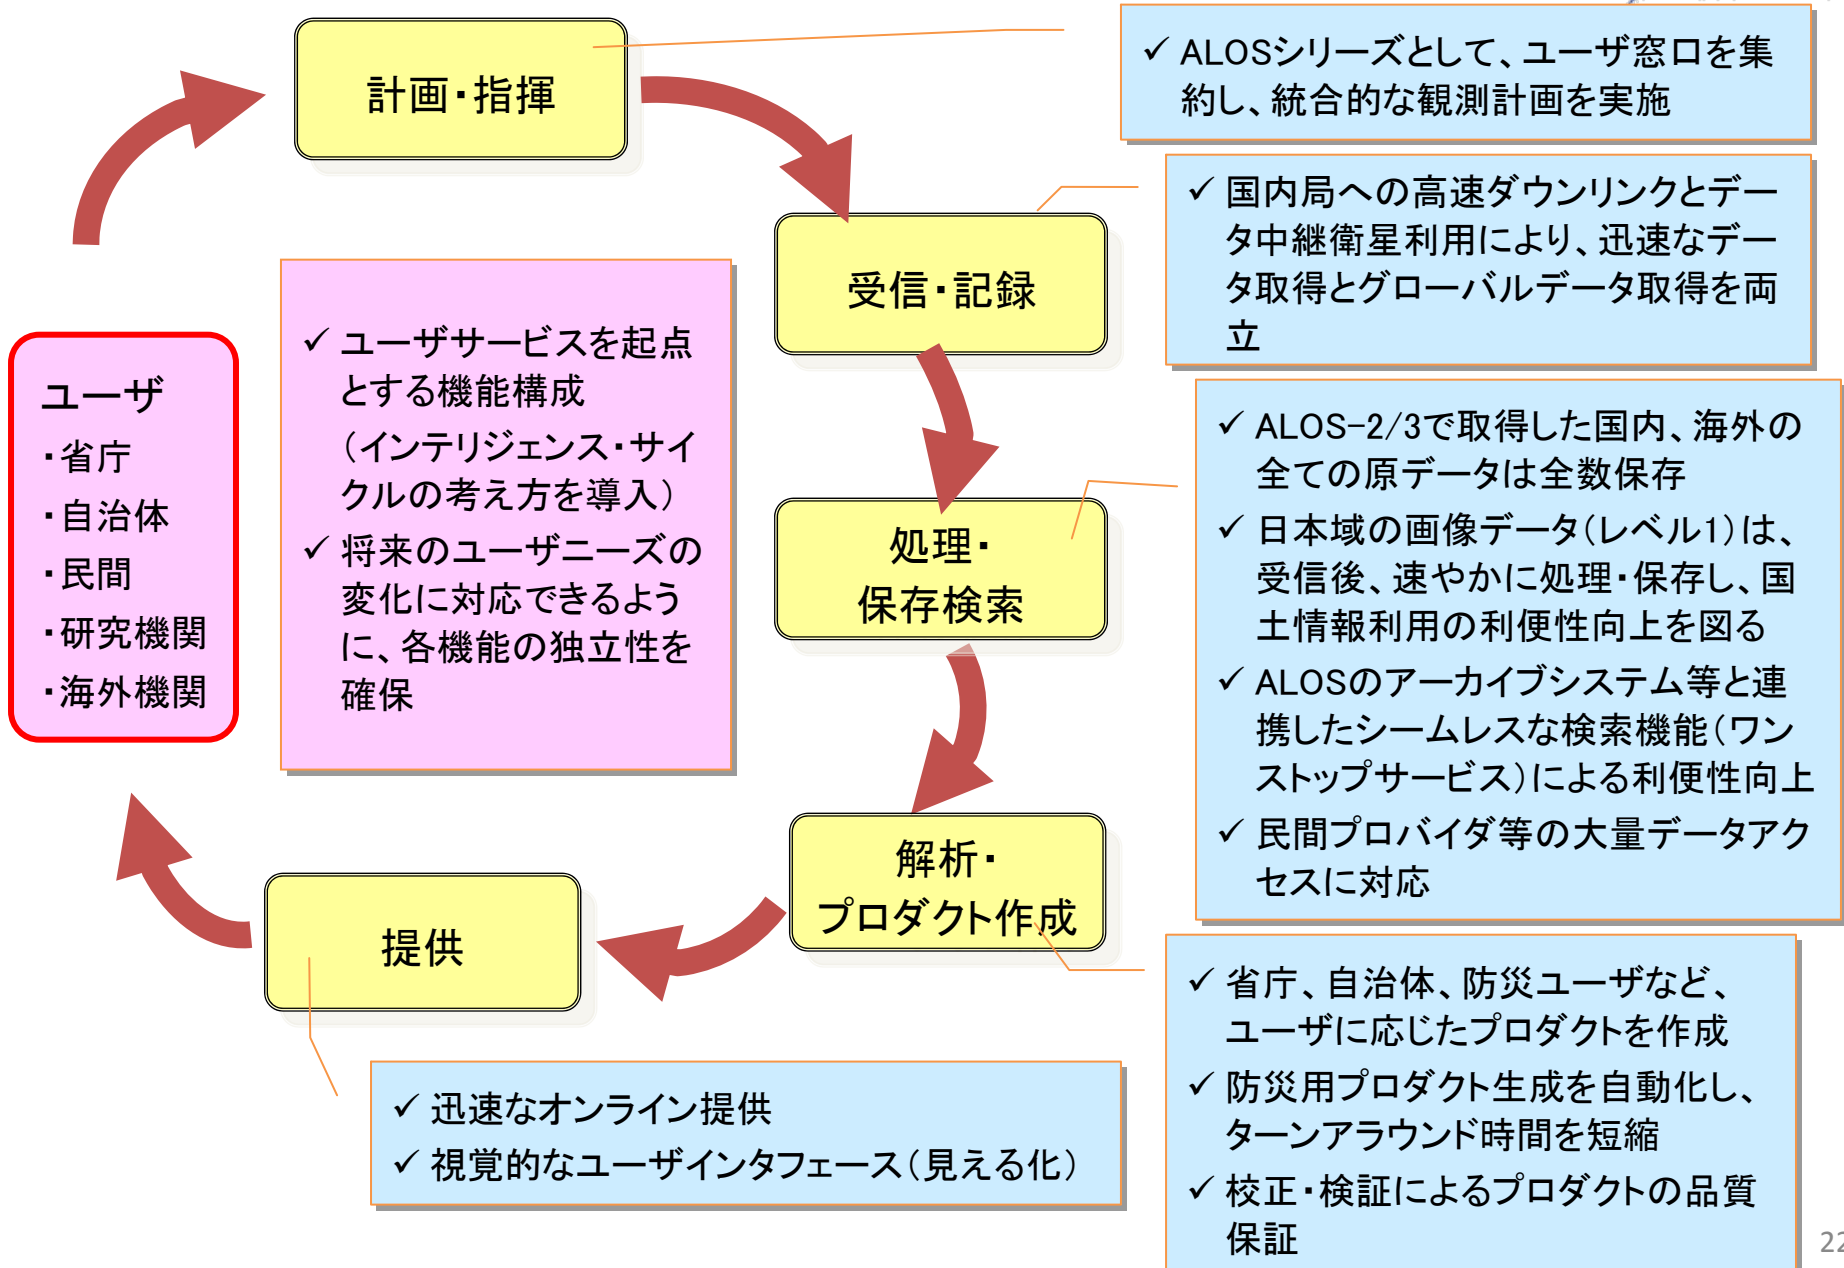 計画・指揮
✓ ALOSシリーズとして、ユーザ窓口を集
約し、統合的な観測計画を実施
受信・記録
✓ 国内局への高速ダウンリンクとデー
タ中継衛星利用により、迅速なデー
タ取得とグローバルデータ取得を両
立
ユーザ
・省庁
・自治体
・民間
・研究機関
・海外機関
✓ ユーザサービスを起点
とする機能構成
（インテリジェンス・サイ
クルの考え方を導入）
✓ 将来のユーザニーズの
変化に対応できるよう
に、各機能の独立性を
確保
処理・
保存検索
✓ ALOS-2/3で取得した国内、海外の
全ての原データは全数保存
✓ 日本域の画像データ（レベル1）は、
受信後、速やかに処理・保存し、国
土情報利用の利便性向上を図る
✓ ALOSのアーカイブシステム等と連
携したシームレスな検索機能（ワン
ストップサービス）による利便性向上
✓ 民間プロバイダ等の大量データアク
セスに対応
解析・
プロダクト作成
✓ 省庁、自治体、防災ユーザなど、
ユーザに応じたプロダクトを作成
✓ 防災用プロダクト生成を自動化し、
ターンアラウンド時間を短縮
✓ 校正・検証によるプロダクトの品質
保証
提供
✓ 迅速なオンライン提供
✓ 視覚的なユーザインタフェース（見える化）
22